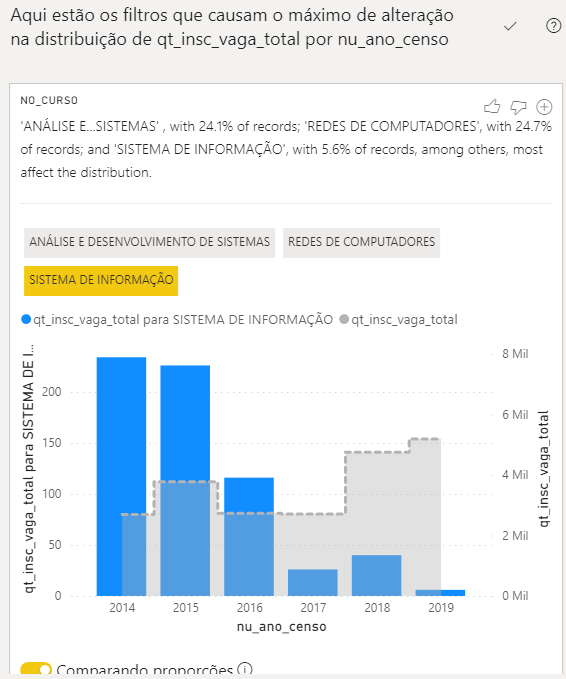 Aqui estão os filtros que causam o máximo de alteração
na distribuição de qt_insc_vaga_total por nu_ano_censo
NO_CURSO
'ANÁLISE E...SISTEMAS' , with 24.1% of records; 'REDES DE COMPUTADORES', with 24.7%
of records; and 'SISTEMA DE INFORMAÇÃO', with 5.6% of records, among others, most
affect the distribution.
ANÁLISE E DESENVOLVIMENTO DE SISTEMAS
REDES DE COMPUTADORES
SISTEMA DE INFORMAÇÃO
qt_insc_vaga_total para SISTEMA DE INFORMAÇÃO
qt_insc_vaga_total
qt_insc_vaga_total para SISTEMA DE I...
200
150
100
50
0
8 Mil
6 Mil
4 Mil
2 Mil
0 Mil
qt_insc_vaga_total
2014 2015 2016 2017 2018 2019
nu_ano_censo
Comparando proporções